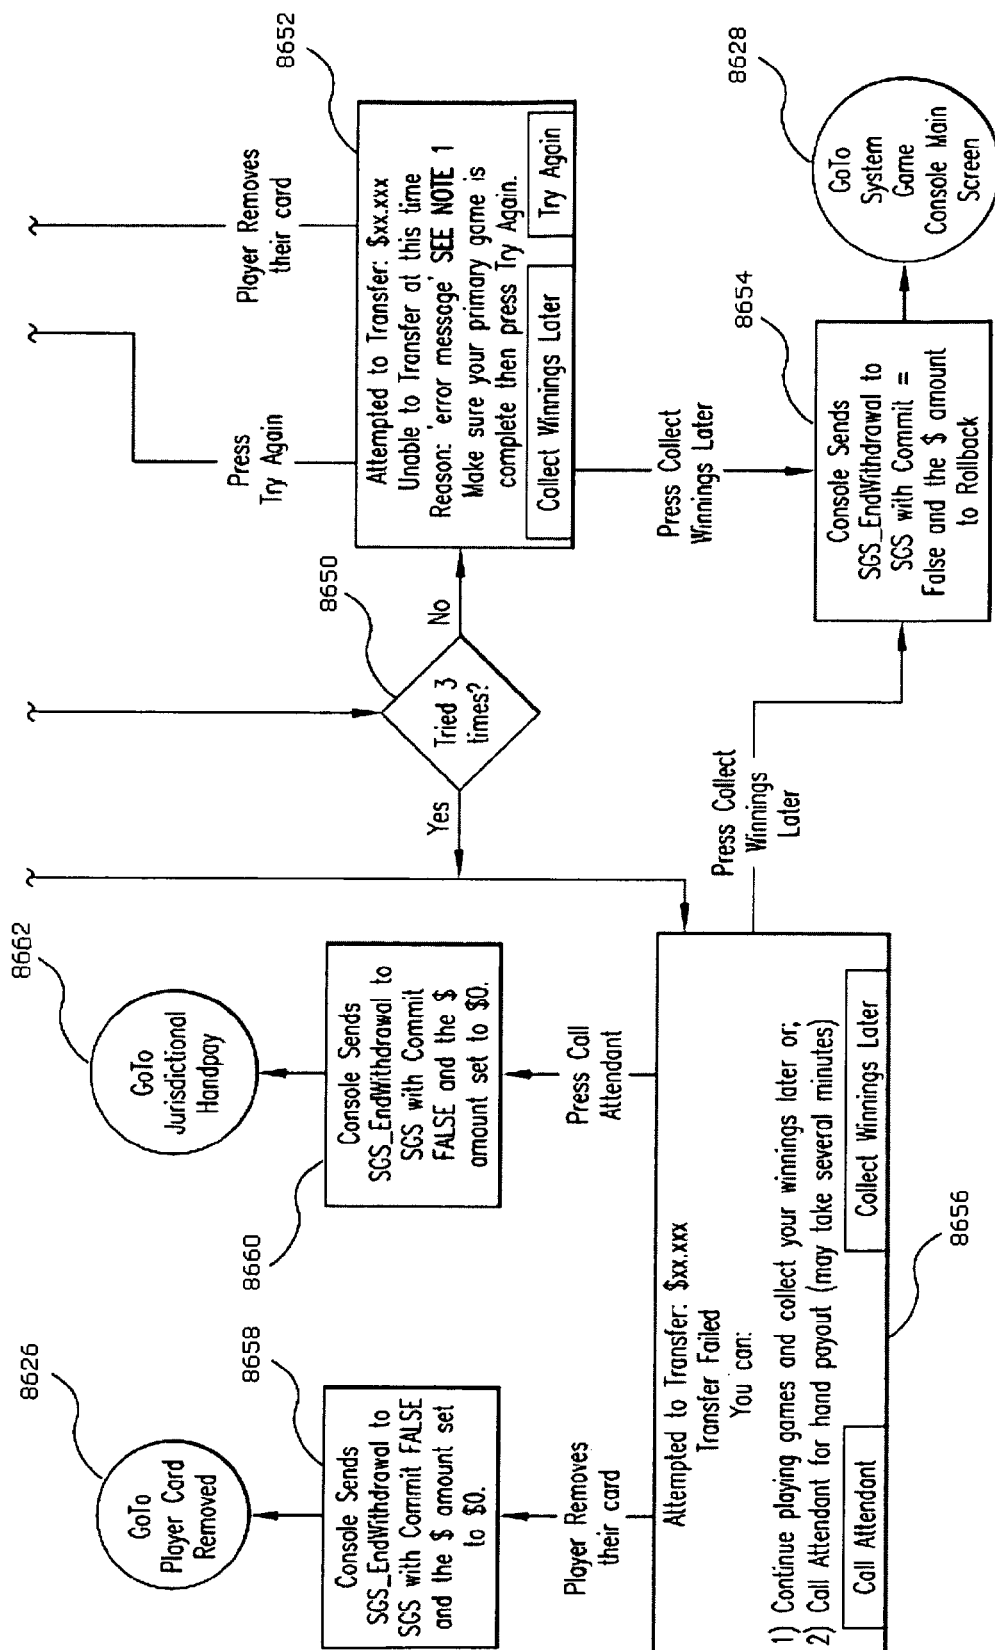 8626
GoTo
Player Card
Removed
8658
Console Sends
SGS_EndWithdrawal to
SGS with Commit FALSE
and the $ amount set
to $0.
Player Removes
their card
8662
GoTo
Jurisdictional
Handpay
8660
Console Sends
SGS_EndWithdrawal to
SGS with Commit
FALSE and the $
amount set to $0.
Press Call
Attendant
Attempted to Transfer: $xx.xxx
Transfer Failed
You can:
1) Continue playing games and collect your winnings later or;
2) Call Attendant for hand payout (may take several minutes)
Call Attendant
Collect Winnings Later
8656
Yes
Tried 3
times?
8650
No
Press
Try Again
Player Removes
their card
8652
Attempted to Transfer: $xx.xxx
Unable to Transfer at this time
Reason: 'error message' SEE NOTE 1
Make sure your primary game is
complete then press Try Again.
Collect Winnings Later
Try Again
Press Collect
Winnings
Later
Press Collect
Winnings Later
8654
Console Sends
SGS_EndWithdrawal to
SGS with Commit =
False and the $ amount
to Rollback
8628
GoTo
System
Game
Console Main
Screen